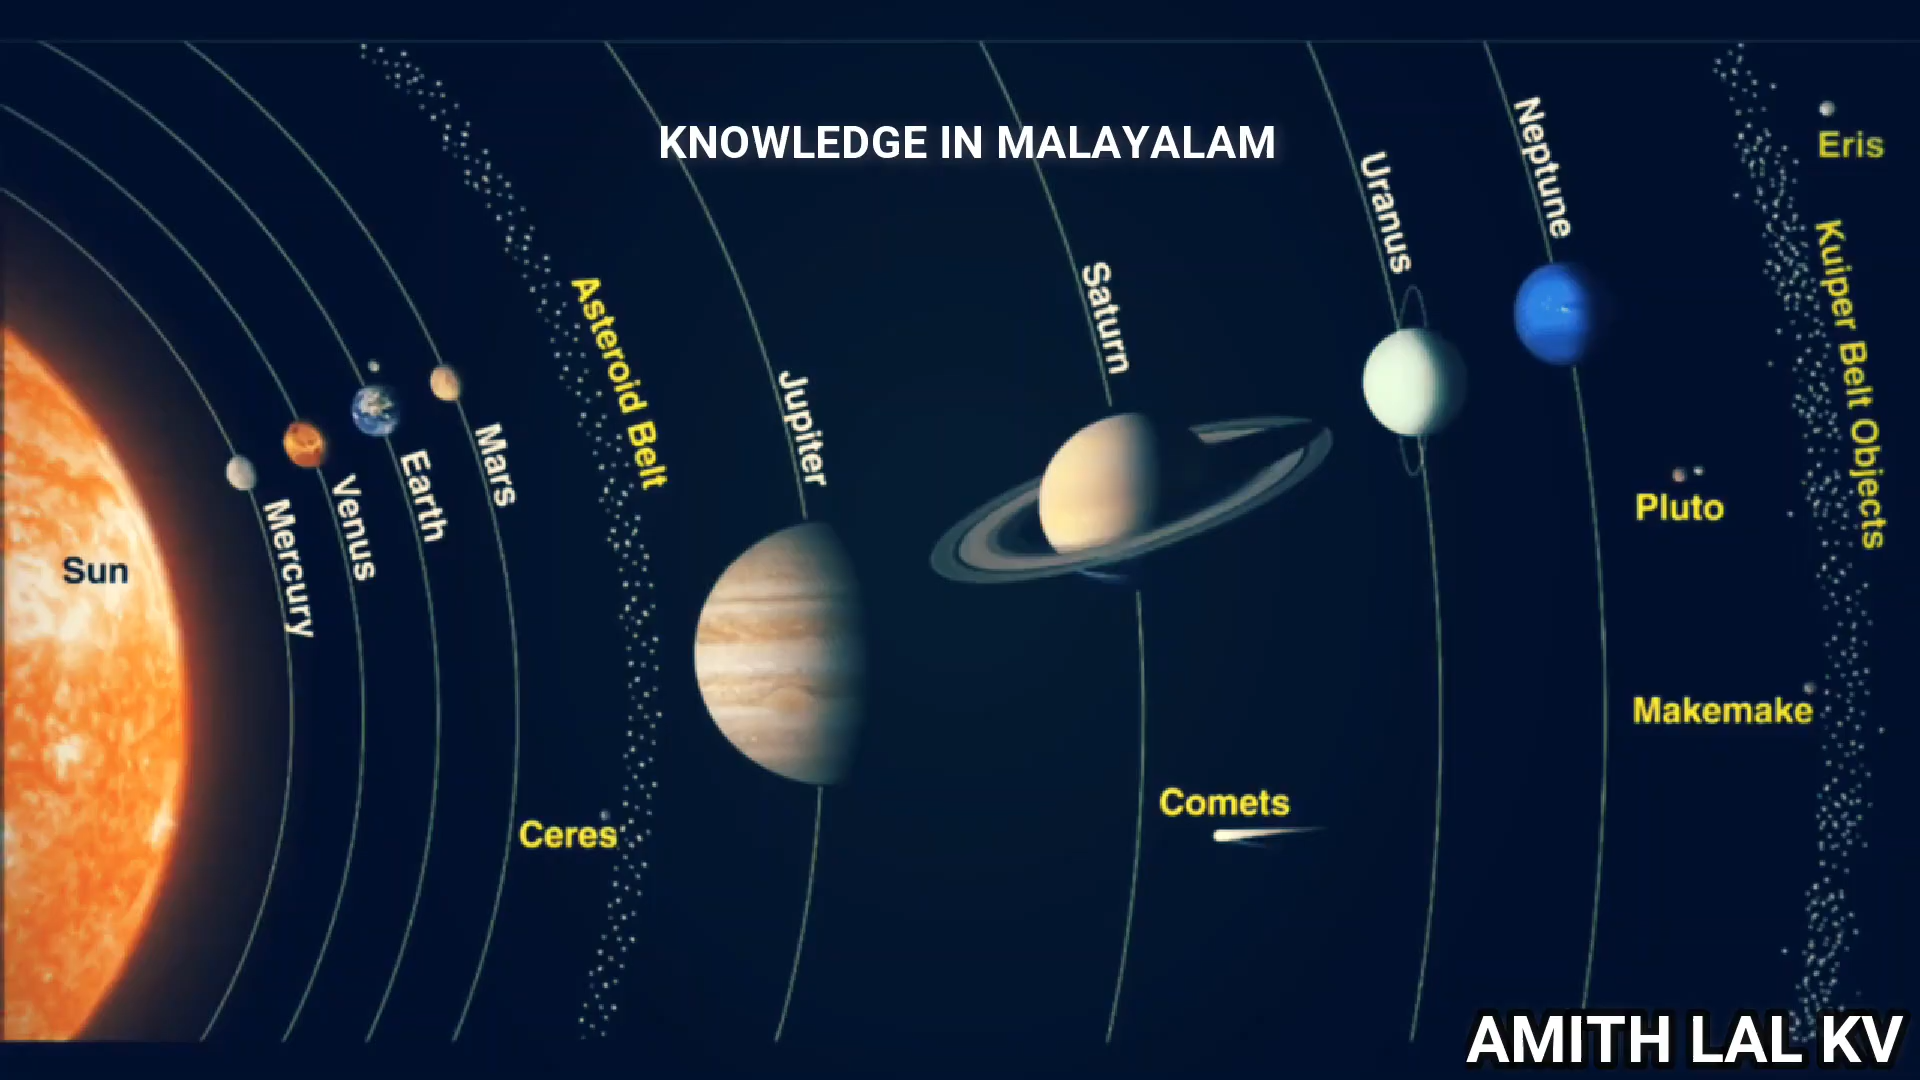 KNOWLEDGE IN MALAYALAM
Sun
Mercury
Venus
Earth
Mars
Asteroid Belt
Ceres
Jupiter
Saturn
Comets
Uranus
Neptune
Pluto
Makemake
Eris
Kuiper Belt Objects
AMITH LAL KV